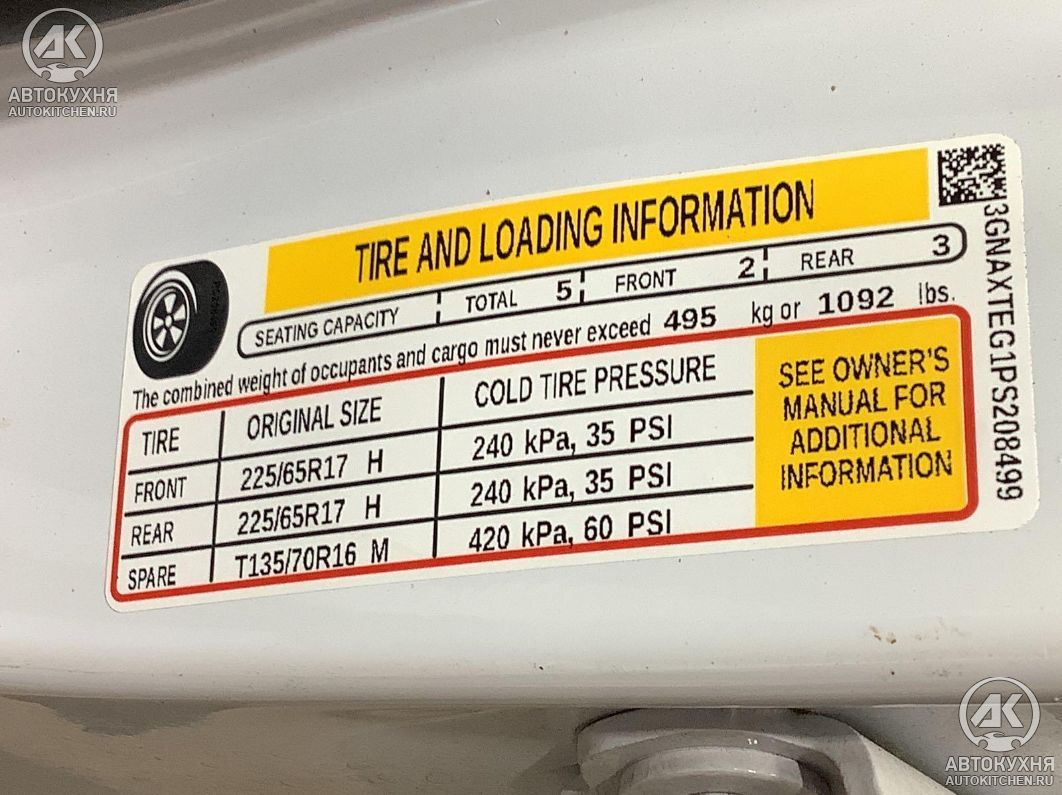 АК
АВТОКУХНЯ
AUTOKITCHEN.RU
TIRE AND LOADING INFORMATION
SEATING CAPACITY TOTAL 5 FRONT 2 REAR 3
The combined weight of occupants and cargo must never exceed 495 kg or 1092 lbs.
TIRE ORIGINAL SIZE COLD TIRE PRESSURE
FRONT 225/65R17 H 240 kPa, 35 PSI
REAR 225/65R17 H 240 kPa, 35 PSI
SPARE T135/70R16 M 420 kPa, 60 PSI
SEE OWNER'S
MANUAL FOR
ADDITIONAL
INFORMATION
3GNAXTEG1PS208499
АК
АВТОКУХНЯ
AUTOKITCHEN.RU